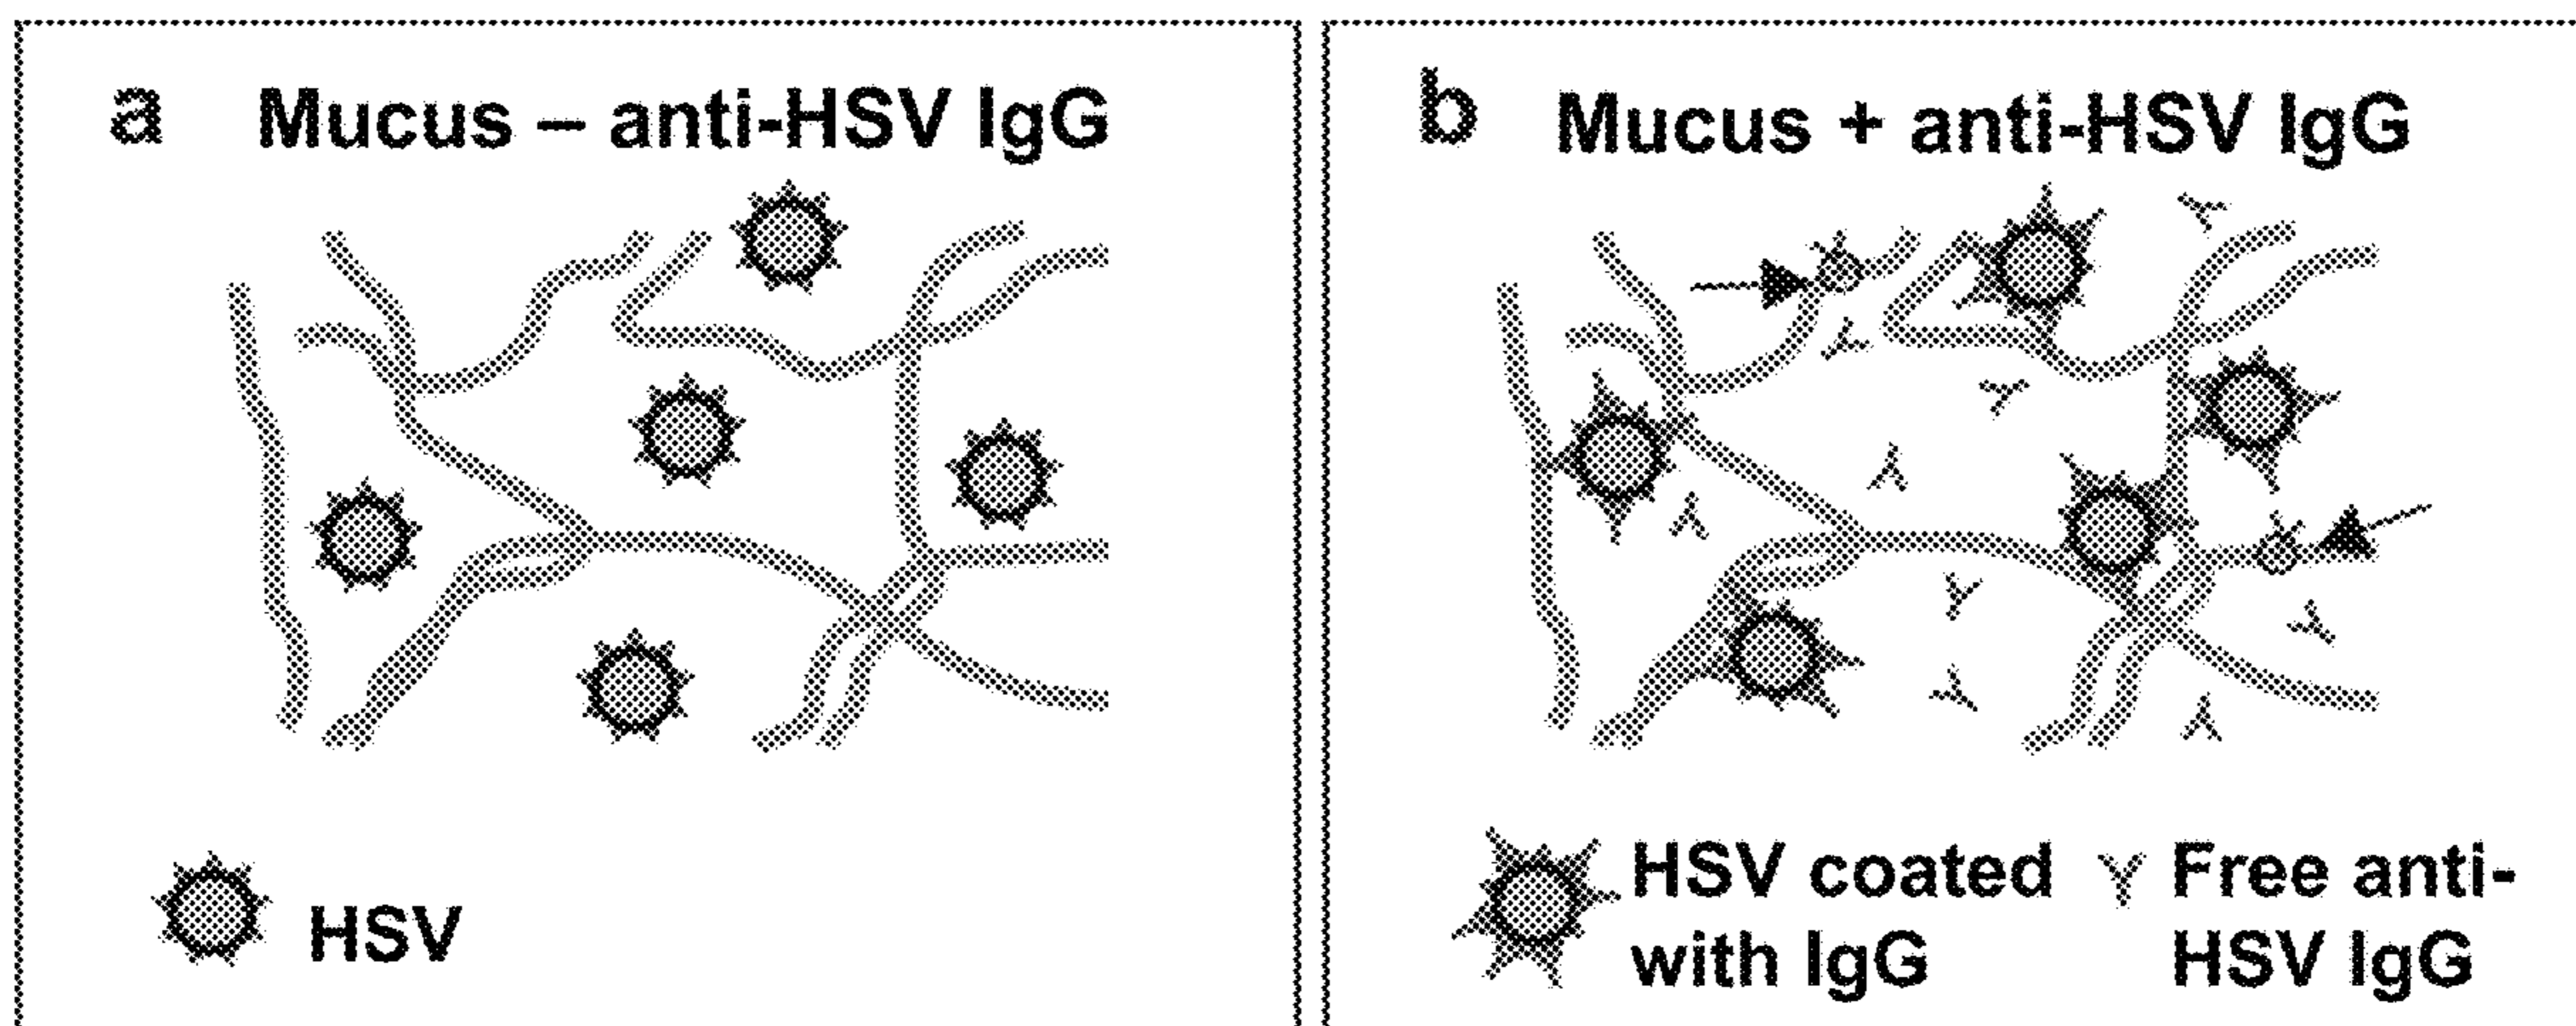 a Mucus – anti-HSV IgG
HSV
b Mucus + anti-HSV IgG
HSV coated
with IgG
Free anti-
HSV IgG